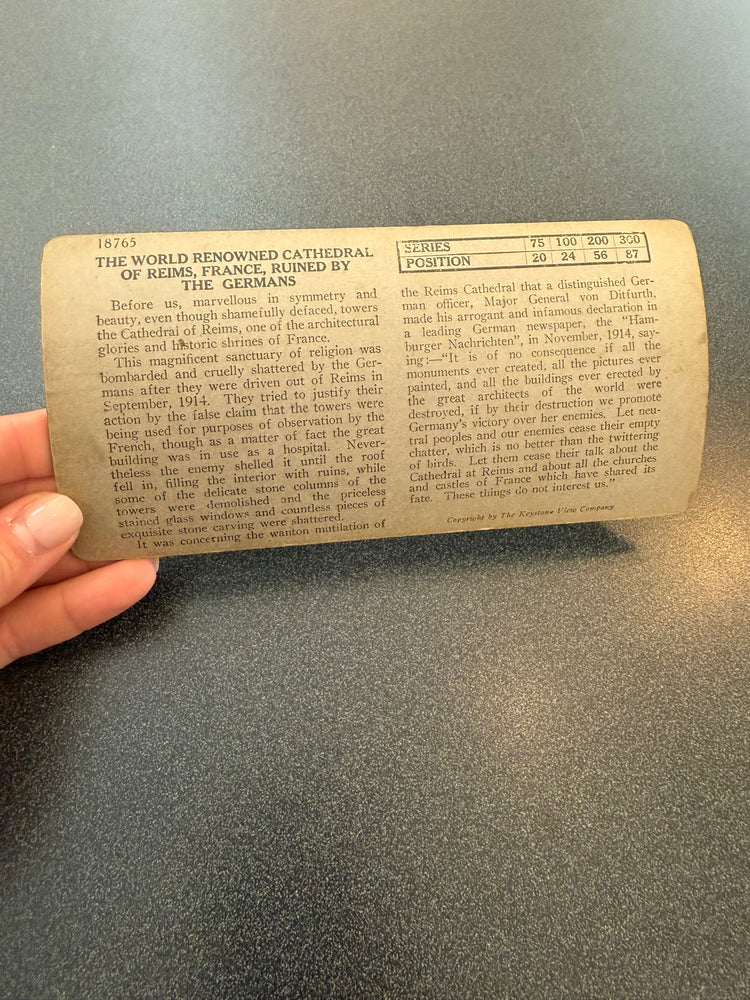 18765
THE WORLD RENOWNED CATHEDRAL
OF REIMS, FRANCE, RUINED BY
THE GERMANS
Before us, marvellous in symmetry and
beauty, even though shamefully defaced, towers
the Cathedral of Reims, one of the architectural
glories and historic shrines of France.
This magnificent sanctuary of religion was
bombarded and cruelly shattered by the Ger-
mans after they were driven out of Reims in
September, 1914. They tried to justify their
action by the false claim that the towers were
being used for purposes of observation by the
French, though as a matter of fact the great
building was in use as a hospital. Never-
theless the enemy shelled it until the roof
fell in, filling the interior with ruins, while
some of the delicate stone columns of the
towers were demolished and the priceless
stained glass windows and countless pieces of
exquisite stone carving were shattered.
It was concerning the wanton mutilation of
SERIES 75 100 200 300
POSITION 20 24 56 87
the Reims Cathedral that a distinguished Ger-
man officer, Major General von Ditfurth,
made his arrogant and infamous declaration in
a leading German newspaper, the "Ham-
burger Nachrichten", in November, 1914, say-
ing:—"It is of no consequence if all the
monuments ever created, all the pictures ever
painted, and all the buildings ever erected by
the great architects of the world were
destroyed, if by their destruction we promote
Germany's victory over her enemies. Let neu-
tral peoples and our enemies cease their empty
chatter, which is no better than the twittering
of birds. Let them cease their talk about the
Cathedral at Reims and about all the churches
and castles of France which have shared its
fate. These things do not interest us."
Copyright by The Keystone View Company